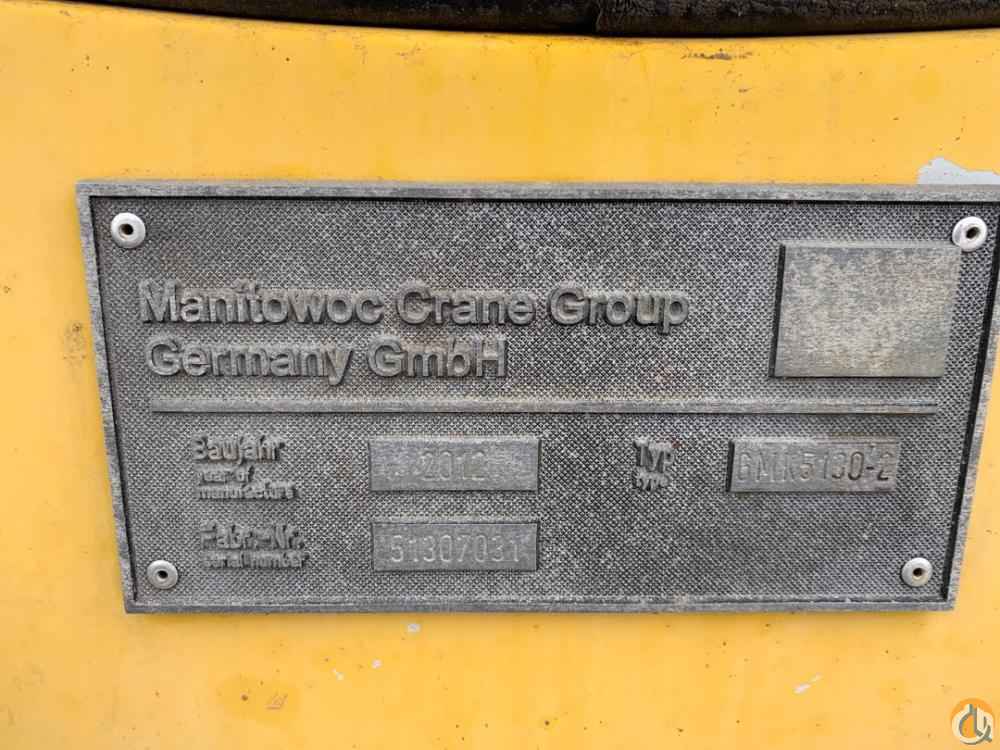 Manitowoc Crane Group
Germany GmbH
Baujahr
year of
manufacture
2012
Typ
type
GMK5130-2
Fabr.-Nr.
serial-number
51307031